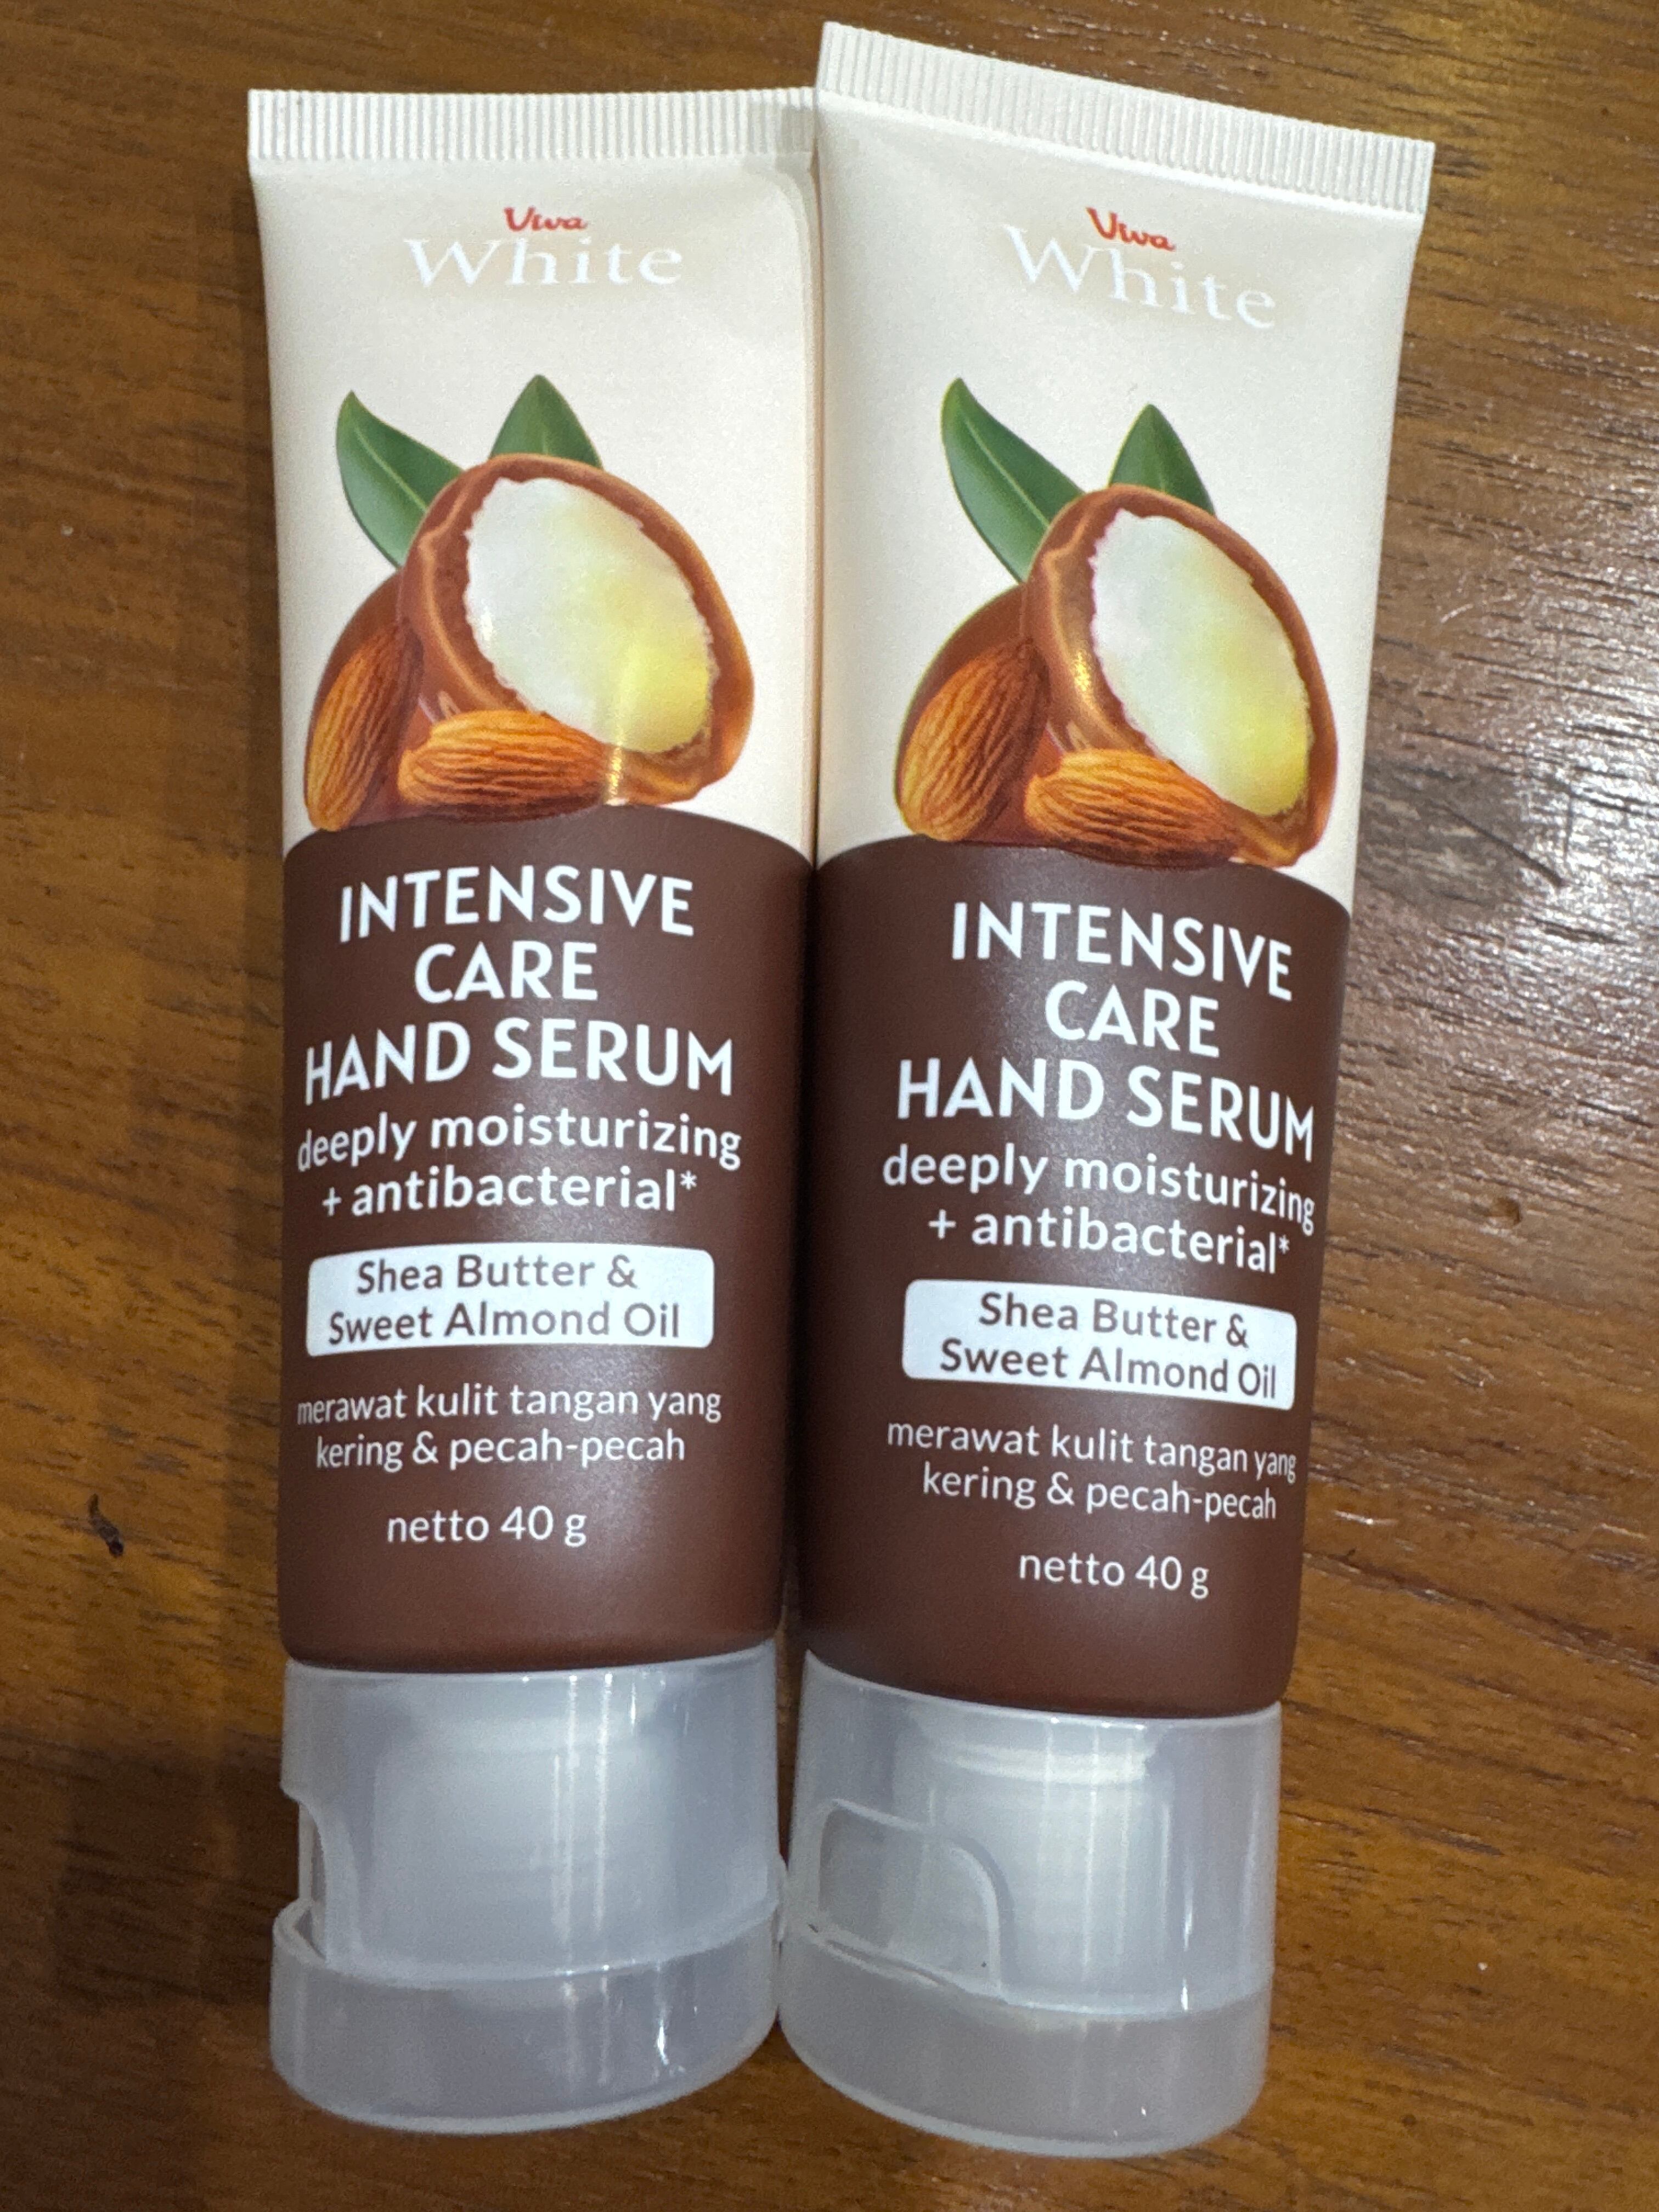 Viva
White
INTENSIVE
CARE
HAND SERUM
deeply moisturizing
+ antibacterial*
Shea Butter &
Sweet Almond Oil
merawat kulit tangan yang
kering & pecah-pecah
netto 40 g
Viva
White
INTENSIVE
CARE
HAND SERUM
deeply moisturizing
+ antibacterial*
Shea Butter &
Sweet Almond Oil
merawat kulit tangan yang
kering & pecah-pecah
netto 40 g